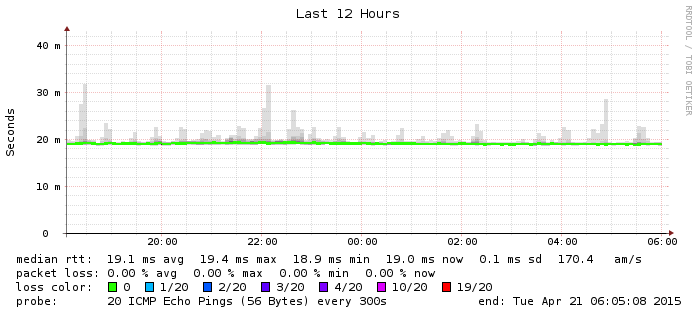 Last 12 Hours
RRDTOOL / TOBI OETIKER
Seconds
40 m
30 m
20 m
10 m
0
20:00 22:00 00:00 02:00 04:00 06:00
median rtt: 19.1 ms avg 19.4 ms max 18.9 ms min 19.0 ms now 0.1 ms sd 170.4 am/s
packet loss: 0.00 % avg 0.00 % max 0.00 % min 0.00 % now
loss color: 0 1/20 2/20 3/20 4/20 10/20 19/20
probe: 20 ICMP Echo Pings (56 Bytes) every 300s end: Tue Apr 21 06:05:08 2015